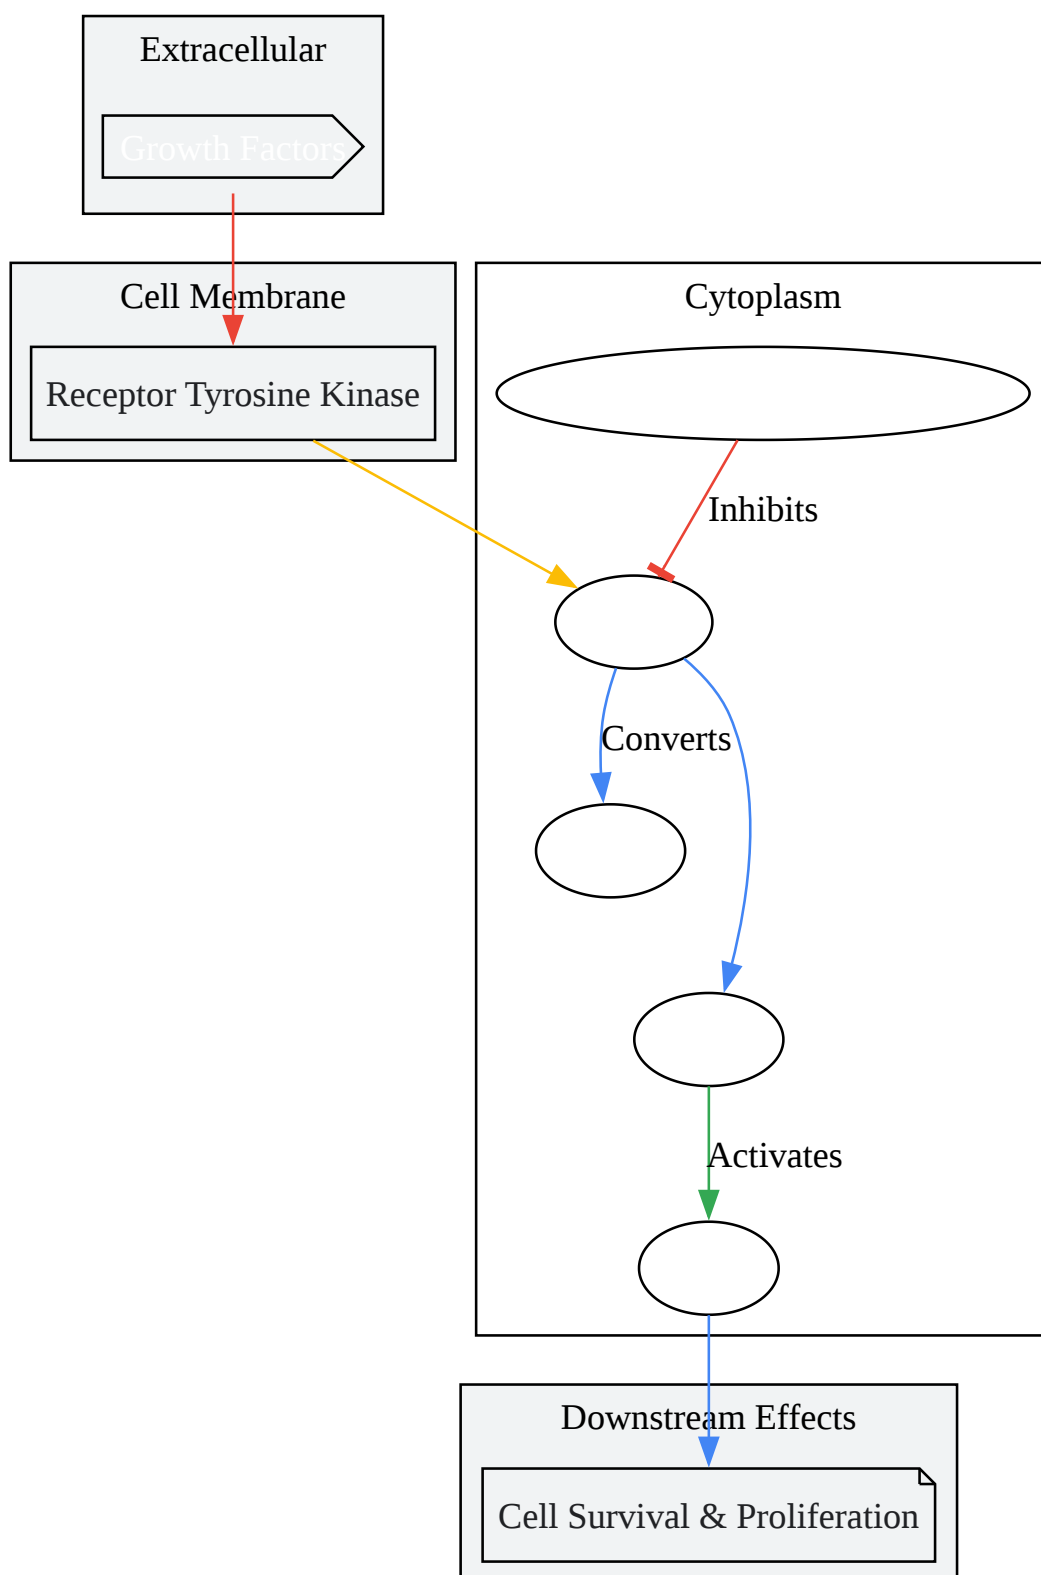 Extracellular
Growth Factors
Cell Membrane
Receptor Tyrosine Kinase
Cytoplasm
Inhibits
Converts
Activates
Downstream Effects
Cell Survival & Proliferation